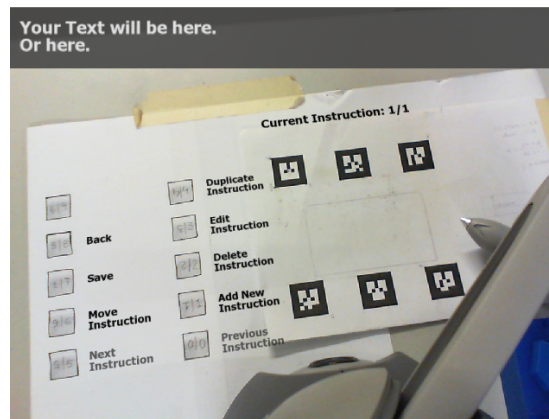 Your Text will be here.
Or here.
Current Instruction: 1/1
Duplicate
Instruction
Back
Edit
Instruction
Save
Delete
Instruction
Move
Instruction
Add New
Instruction
Next
Instruction
Previous
Instruction